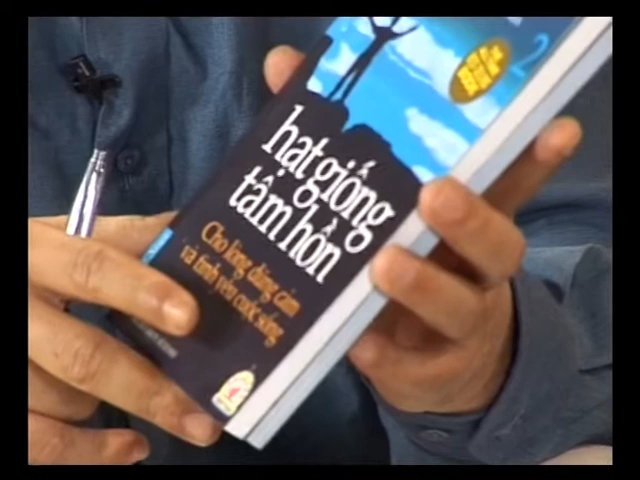 hạt giống
tâm hồn
Cho lòng dũng cảm
và tình yêu cuộc sống